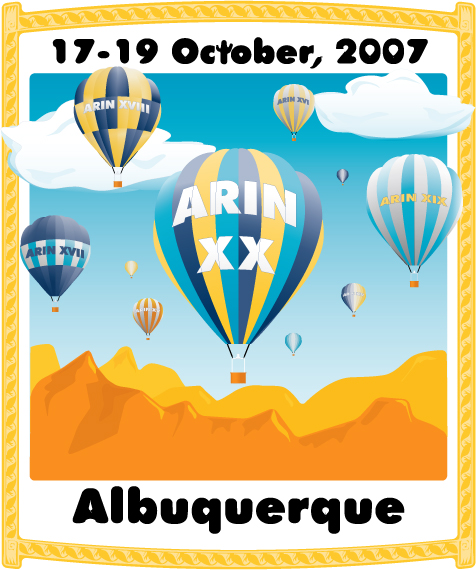 17-19 October, 2007
ARIN XVIII
ARIN XVI
ARIN XIX
ARIN
XX
ARIN XVII
Albuquerque